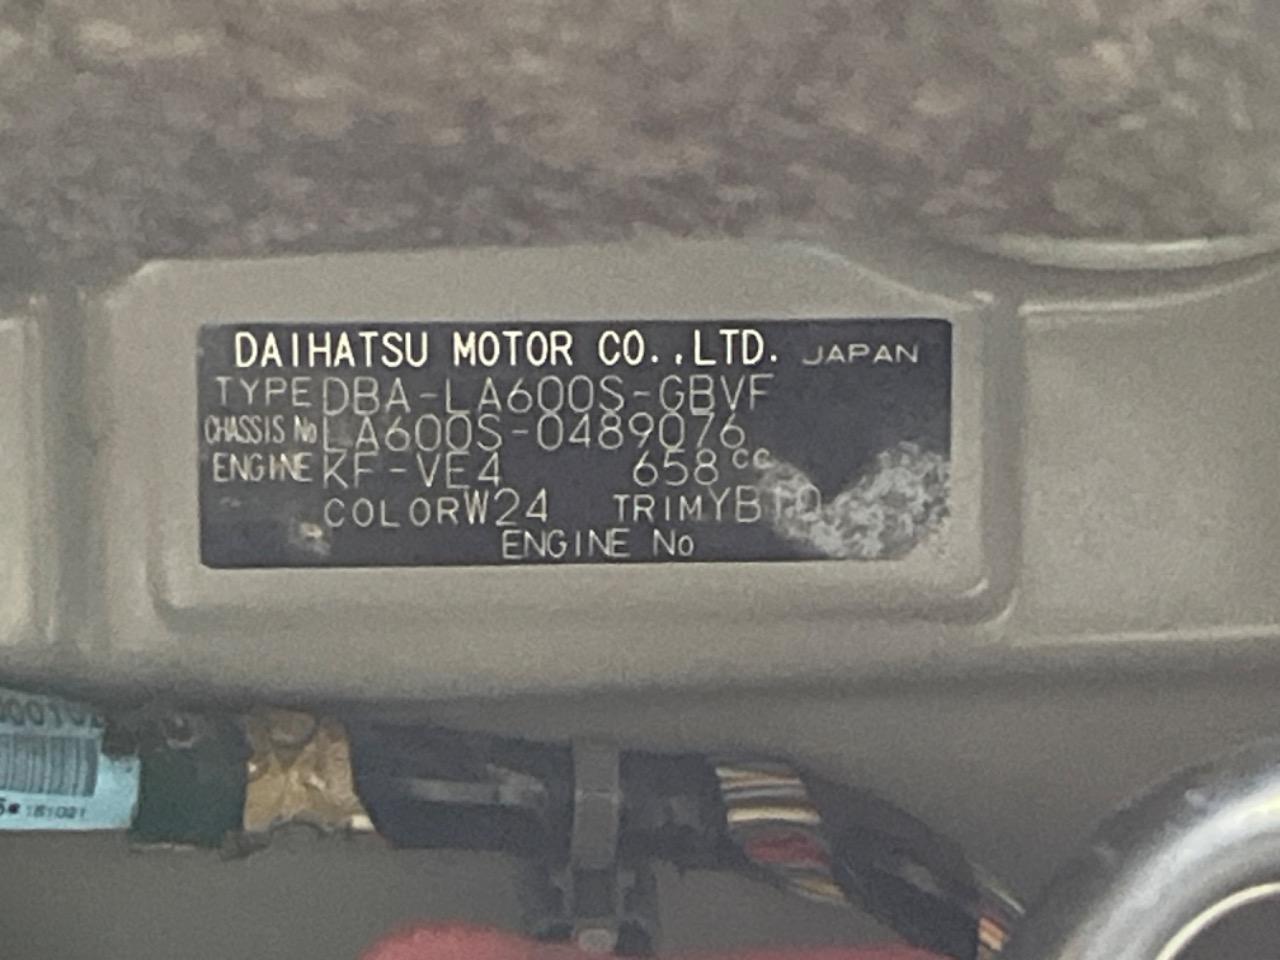 DAIHATSU MOTOR CO.,LTD. JAPAN
TYPE DBA-LA600S-GBVF
CHASSIS No LA600S-0489076
ENGINE KF-VE4 658cc
COLOR W24 TRIM YB10
ENGINE No
181021